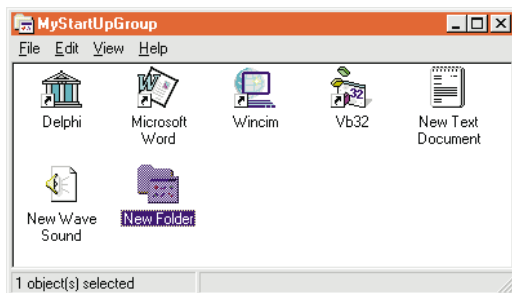 MyStartUpGroup
File Edit View Help
Delphi
Microsoft
Word
Wincim
32
Vb32
New Text
Document
New Wave
Sound
New Folder
1 object(s) selected